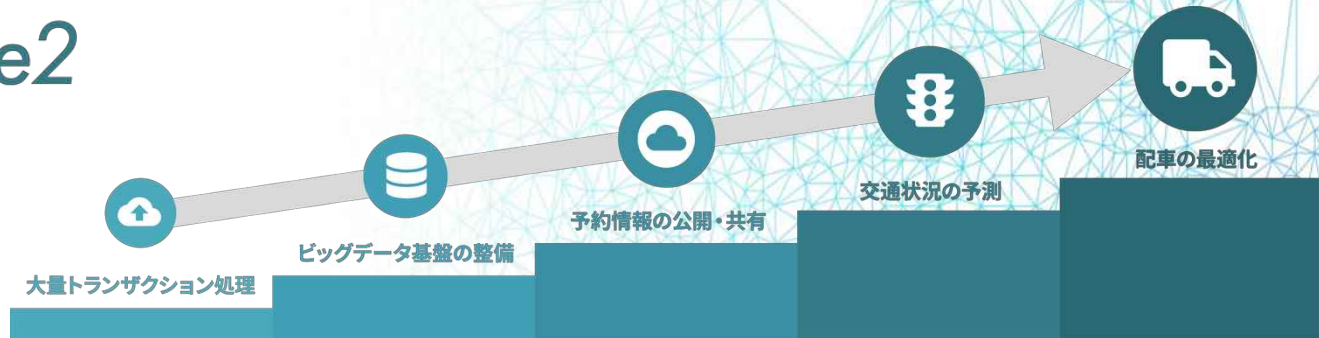 e2
大量トランザクション処理
ビッグデータ基盤の整備
予約情報の公開・共有
交通状況の予測
配車の最適化